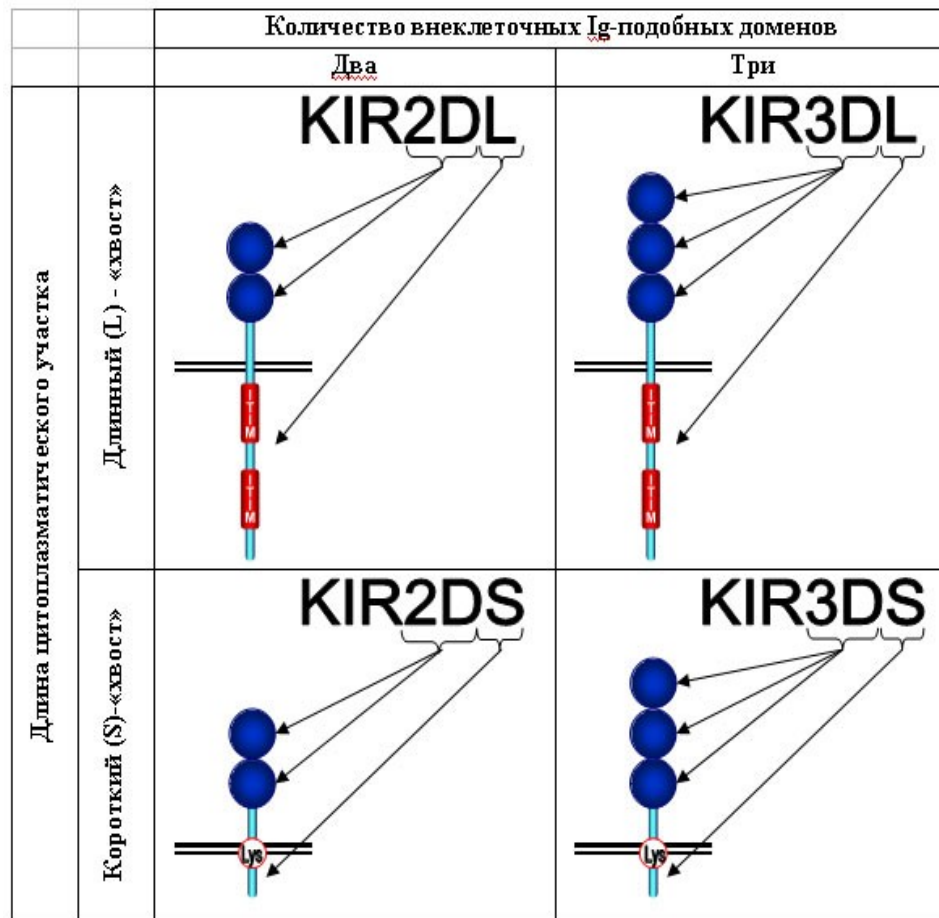 Количество внеклеточных Ig-подобных доменов
Два
Три
Длина цитоплазматического участка
Длинный (L) - «хвост»
KIR2DL
ITIM
ITIM
KIR3DL
ITIM
ITIM
Короткий (S)-«хвост»
KIR2DS
Lys
KIR3DS
Lys